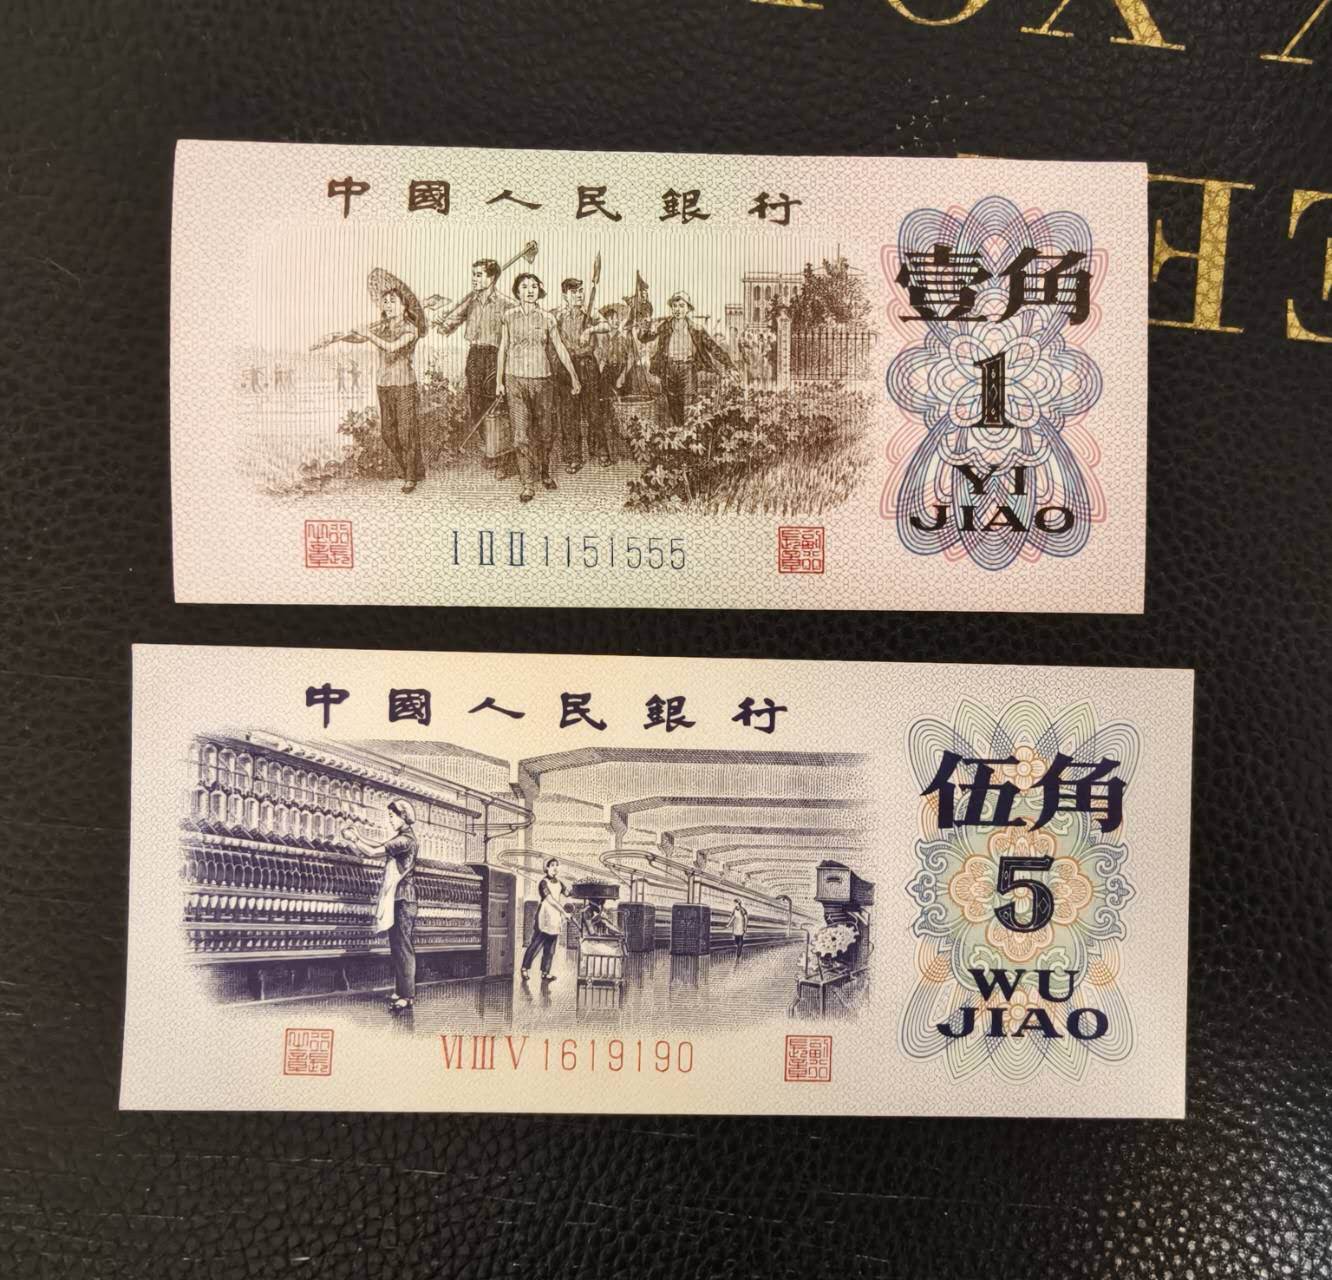 中國人民銀行
壹角
1
YI
JIAO
I II II 1151555
中國人民銀行
伍角
5
WU
JIAO
VI III V 1619190